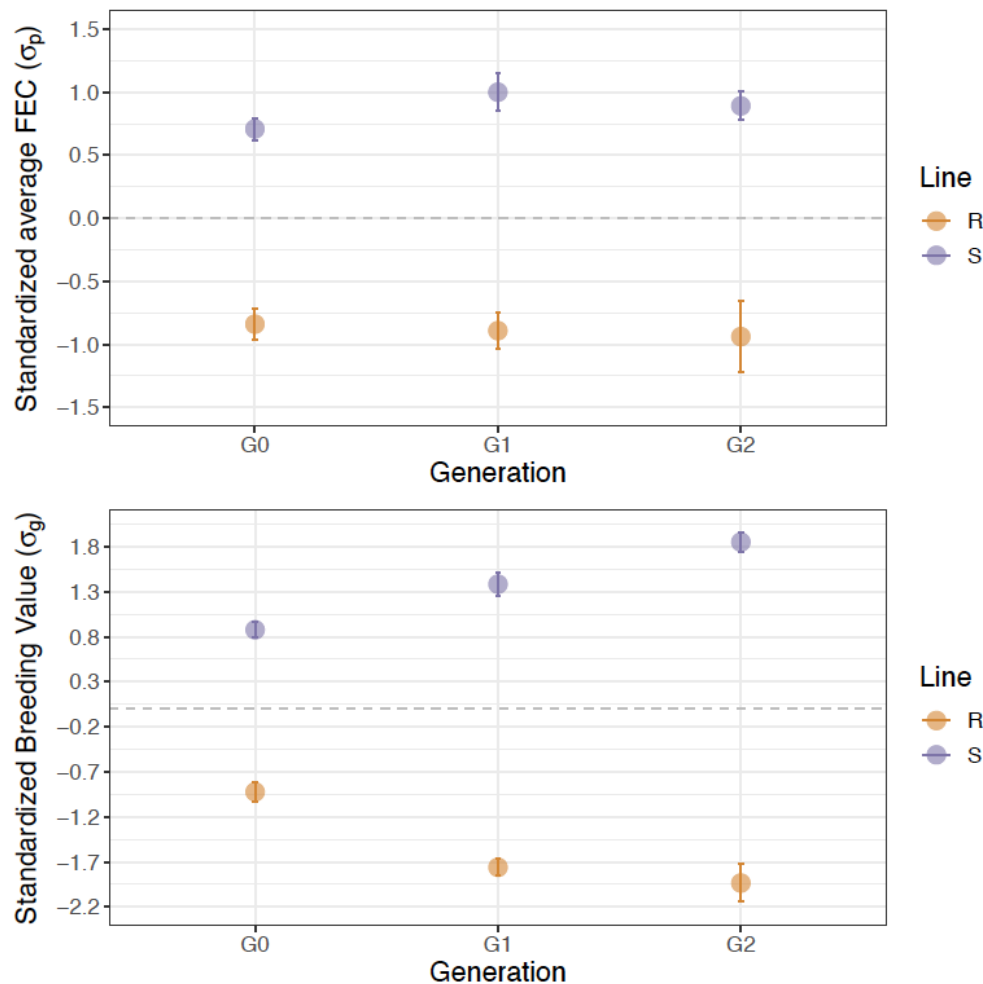 Standardized average FEC (σp)
1.5
1.0
0.5
0.0
−0.5
−1.0
−1.5
G0 G1 G2
Generation
Line
R
S
Standardized Breeding Value (σg)
1.8
1.3
0.8
0.3
−0.2
−0.7
−1.2
−1.7
−2.2
G0 G1 G2
Generation
Line
R
S